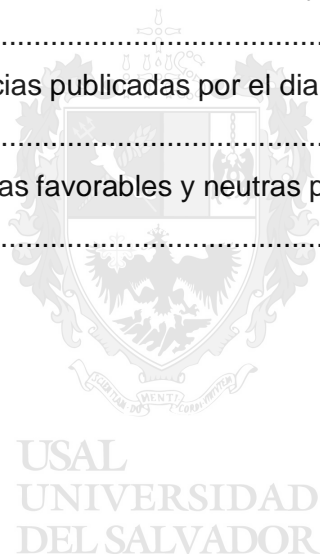 cias publicadas por el dia
as favorables y neutras p
USAL
UNIVERSIDAD
DEL SALVADOR